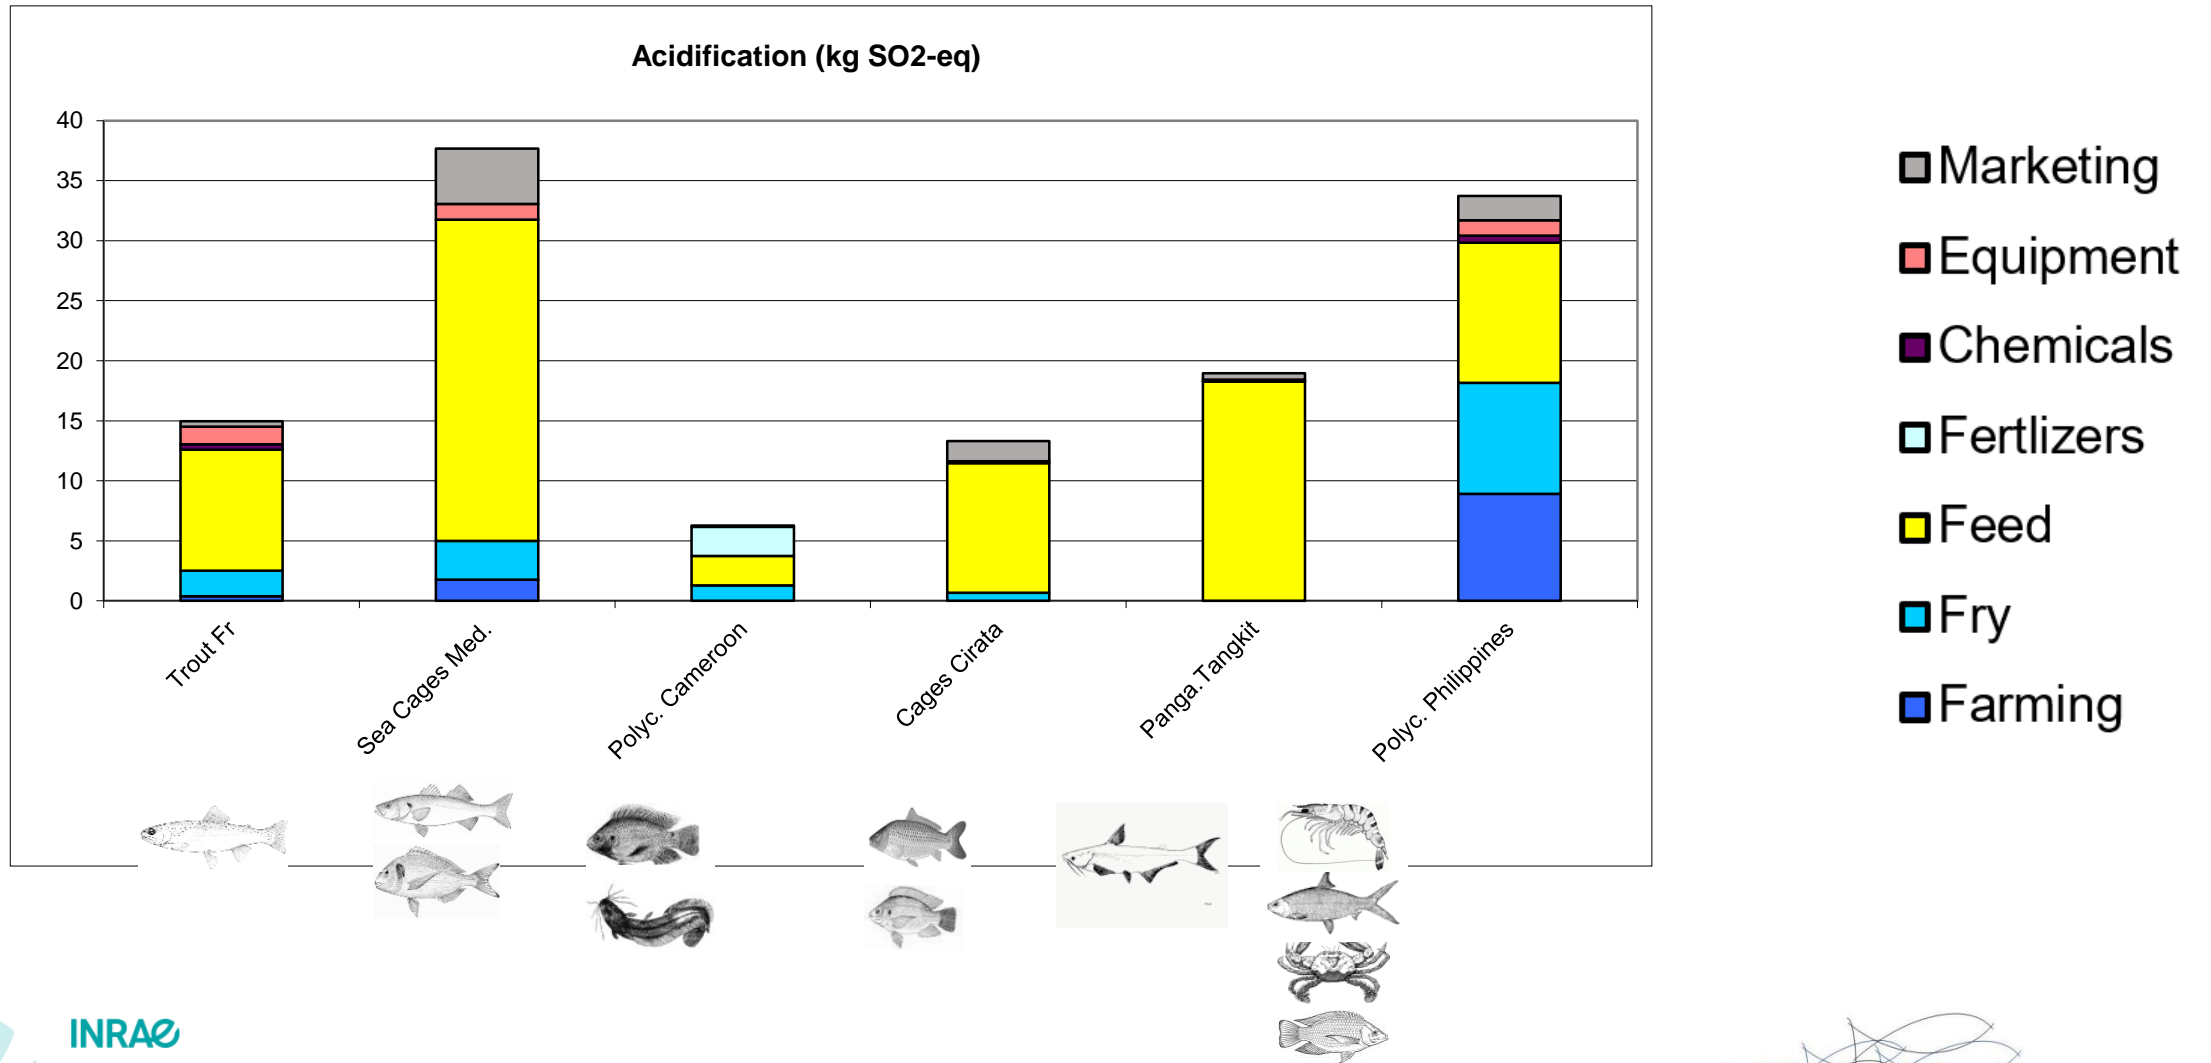 Acidification (kg SO2-eq)
40
35
30
25
20
15
10
5
0
Trout Fr
Sea Cages Med.
Polyc. Cameroon
Cages Cirata
Panga.Tangkit
Polyc. Philippines
Marketing
Equipment
Chemicals
Fertlizers
Feed
Fry
Farming
INRAE